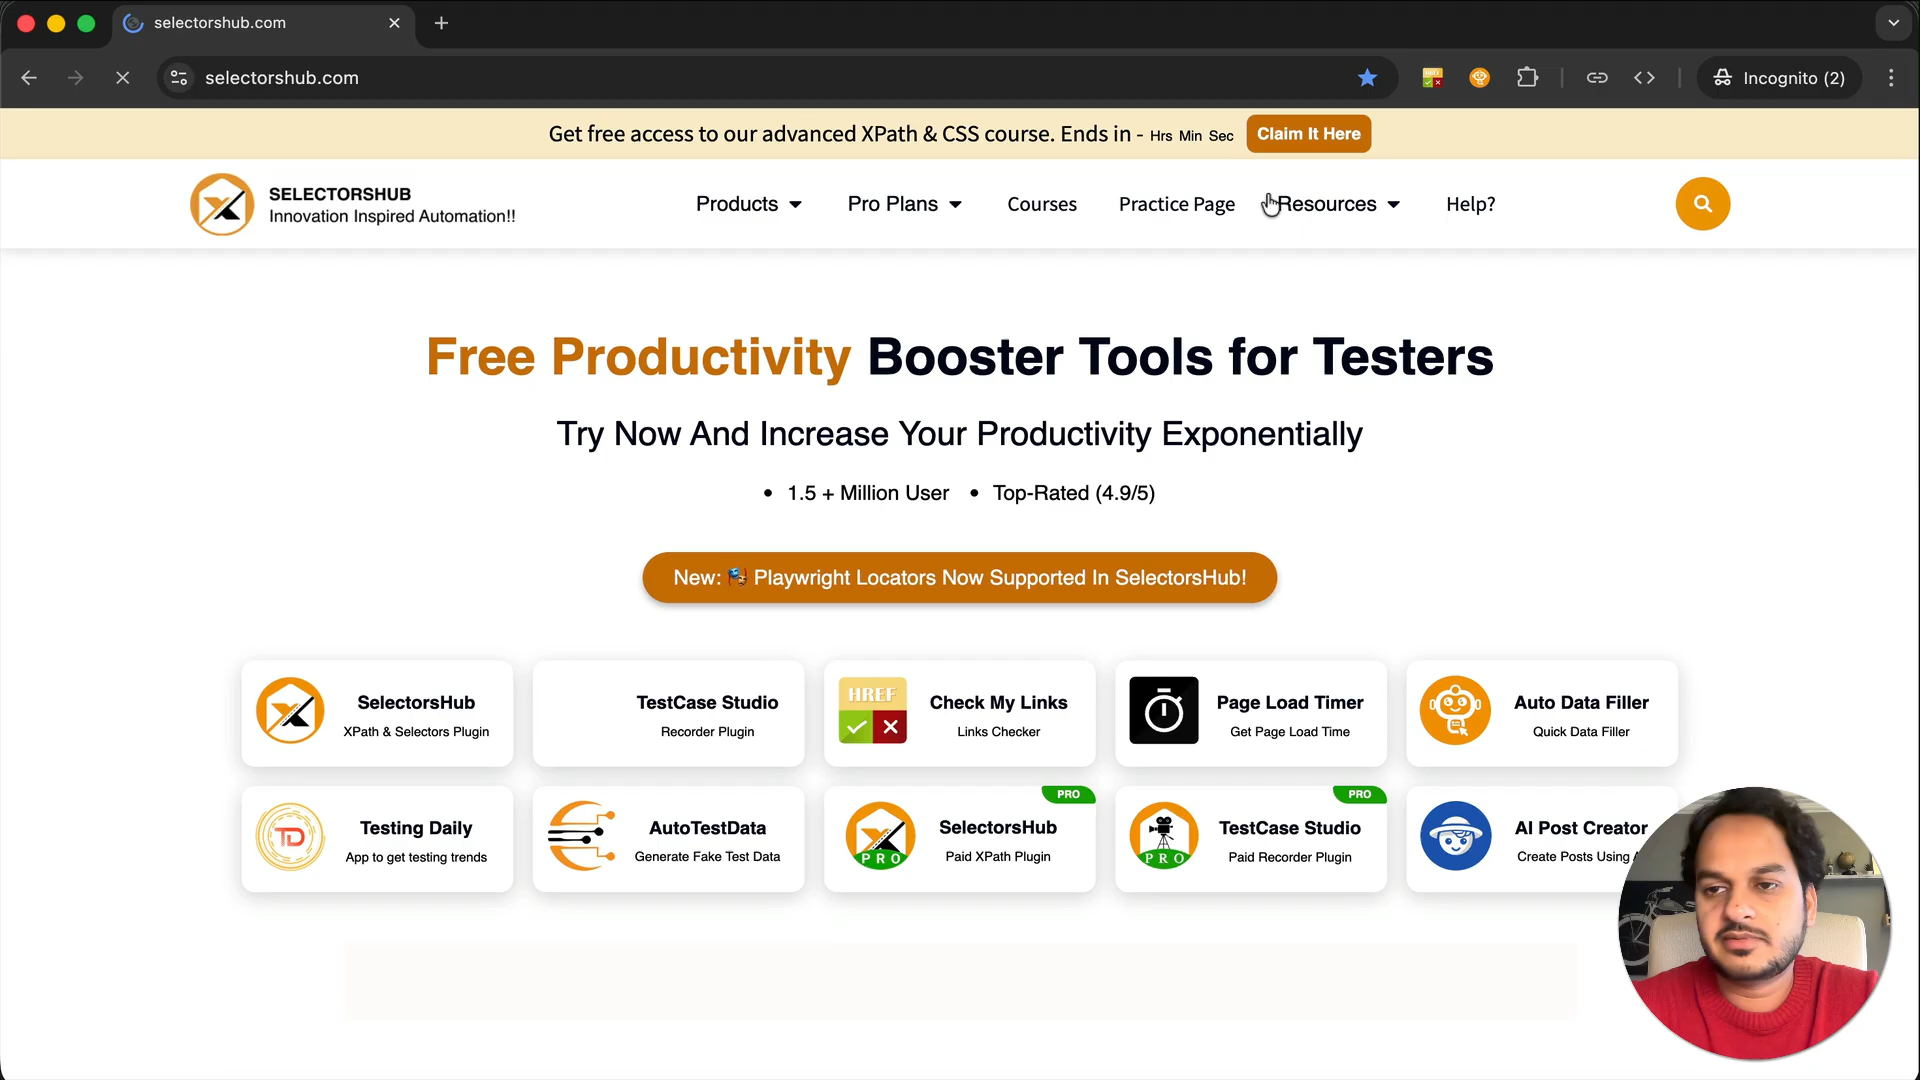 selectorshub.com
selectorshub.com
Incognito (2)
Get free access to our advanced XPath & CSS course. Ends in - Hrs Min Sec Claim It Here
SELECTORSHUB
Innovation Inspired Automation!!
Products Pro Plans Courses Practice Page Resources Help?
Free Productivity Booster Tools for Testers
Try Now And Increase Your Productivity Exponentially
• 1.5 + Million User • Top-Rated (4.9/5)
New: Playwright Locators Now Supported In SelectorsHub!
SelectorsHub
XPath & Selectors Plugin
TestCase Studio
Recorder Plugin
HREF
Check My Links
Links Checker
Page Load Timer
Get Page Load Time
Auto Data Filler
Quick Data Filler
TD
Testing Daily
App to get testing trends
AutoTestData
Generate Fake Test Data
PRO
PRO
SelectorsHub
Paid XPath Plugin
PRO
PRO
TestCase Studio
Paid Recorder Plugin
AI Post Creator
Create Posts Using